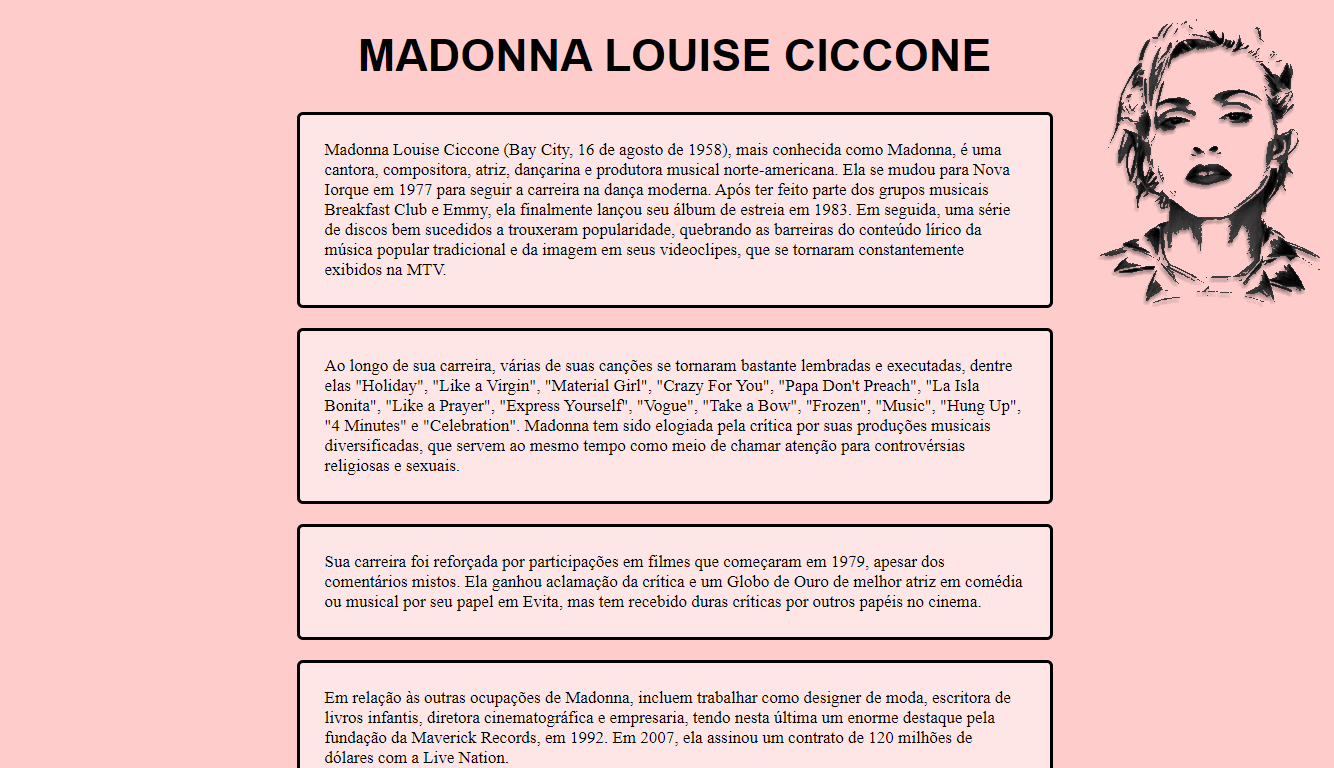 MADONNA LOUISE CICCONE
Madonna Louise Ciccone (Bay City, 16 de agosto de 1958), mais conhecida como Madonna, é uma
cantora, compositora, atriz, dançarina e produtora musical norte-americana. Ela se mudou para Nova
Iorque em 1977 para seguir a carreira na dança moderna. Após ter feito parte dos grupos musicais
Breakfast Club e Emmy, ela finalmente lançou seu álbum de estreia em 1983. Em seguida, uma série
de discos bem sucedidos a trouxeram popularidade, quebrando as barreiras do conteúdo lírico da
música popular tradicional e da imagem em seus videoclipes, que se tornaram constantemente
exibidos na MTV.
Ao longo de sua carreira, várias de suas canções se tornaram bastante lembradas e executadas, dentre
elas "Holiday", "Like a Virgin", "Material Girl", "Crazy For You", "Papa Don't Preach", "La Isla
Bonita", "Like a Prayer", "Express Yourself", "Vogue", "Take a Bow", "Frozen", "Music", "Hung Up",
"4 Minutes" e "Celebration". Madonna tem sido elogiada pela crítica por suas produções musicais
diversificadas, que servem ao mesmo tempo como meio de chamar atenção para controvérsias
religiosas e sexuais.
Sua carreira foi reforçada por participações em filmes que começaram em 1979, apesar dos
comentários mistos. Ela ganhou aclamação da crítica e um Globo de Ouro de melhor atriz em comédia
ou musical por seu papel em Evita, mas tem recebido duras críticas por outros papéis no cinema.
Em relação às outras ocupações de Madonna, incluem trabalhar como designer de moda, escritora de
livros infantis, diretora cinematográfica e empresaria, tendo nesta última um enorme destaque pela
fundação da Maverick Records, em 1992. Em 2007, ela assinou um contrato de 120 milhões de
dólares com a Live Nation.